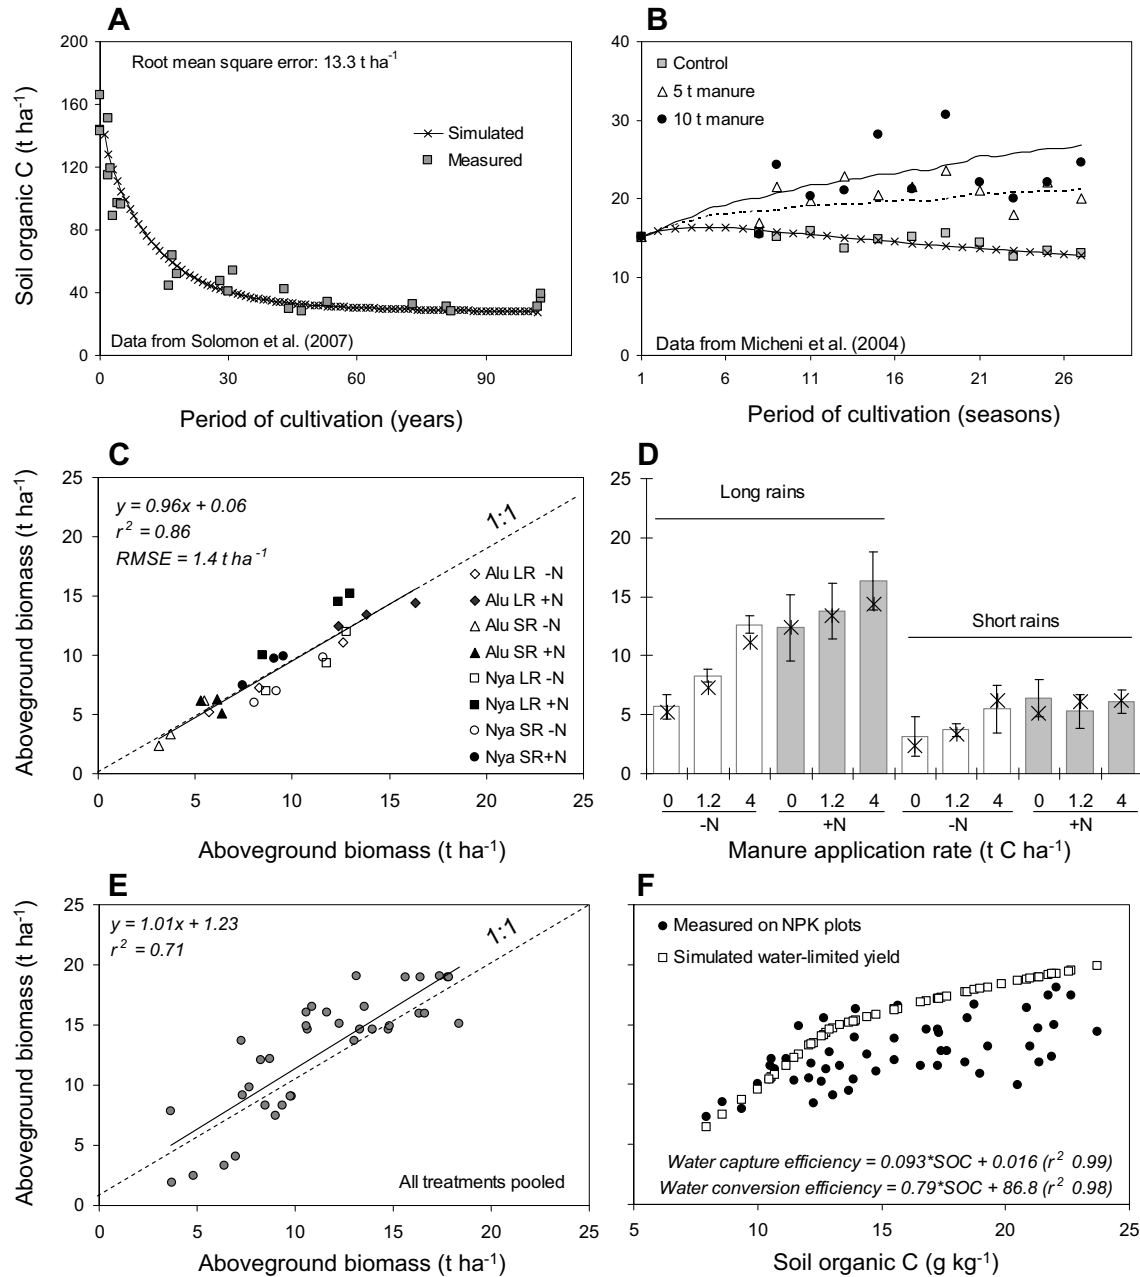 A
200
160
120
80
40
0
Root mean square error: 13.3 t ha⁻¹
Simulated
Measured
Data from Solomon et al. (2007)
0 30 60 90
Soil organic C (t ha⁻¹)
Period of cultivation (years)
B
40
30
20
10
0
Control
5 t manure
10 t manure
Data from Micheni et al. (2004)
1 6 11 16 21 26
Period of cultivation (seasons)
C
25
20
15
10
5
0
y = 0.96x + 0.06
r² = 0.86
RMSE = 1.4 t ha⁻¹
1:1
Alu LR -N
Alu LR +N
Alu SR -N
Alu SR +N
Nya LR -N
Nya LR +N
Nya SR -N
Nya SR+N
0 5 10 15 20 25
Aboveground biomass (t ha⁻¹)
Aboveground biomass (t ha⁻¹)
D
25
20
15
10
5
0
Long rains
Short rains
0 1.2 4 0 1.2 4 0 1.2 4 0 1.2 4
-N +N -N +N
Manure application rate (t C ha⁻¹)
E
25
20
15
10
5
0
y = 1.01x + 1.23
r² = 0.71
1:1
All treatments pooled
0 5 10 15 20 25
Aboveground biomass (t ha⁻¹)
Aboveground biomass (t ha⁻¹)
F
Measured on NPK plots
Simulated water-limited yield
Water capture efficiency = 0.093*SOC + 0.016 (r² 0.99)
Water conversion efficiency = 0.79*SOC + 86.8 (r² 0.98)
5 10 15 20 25
Soil organic C (g kg⁻¹)